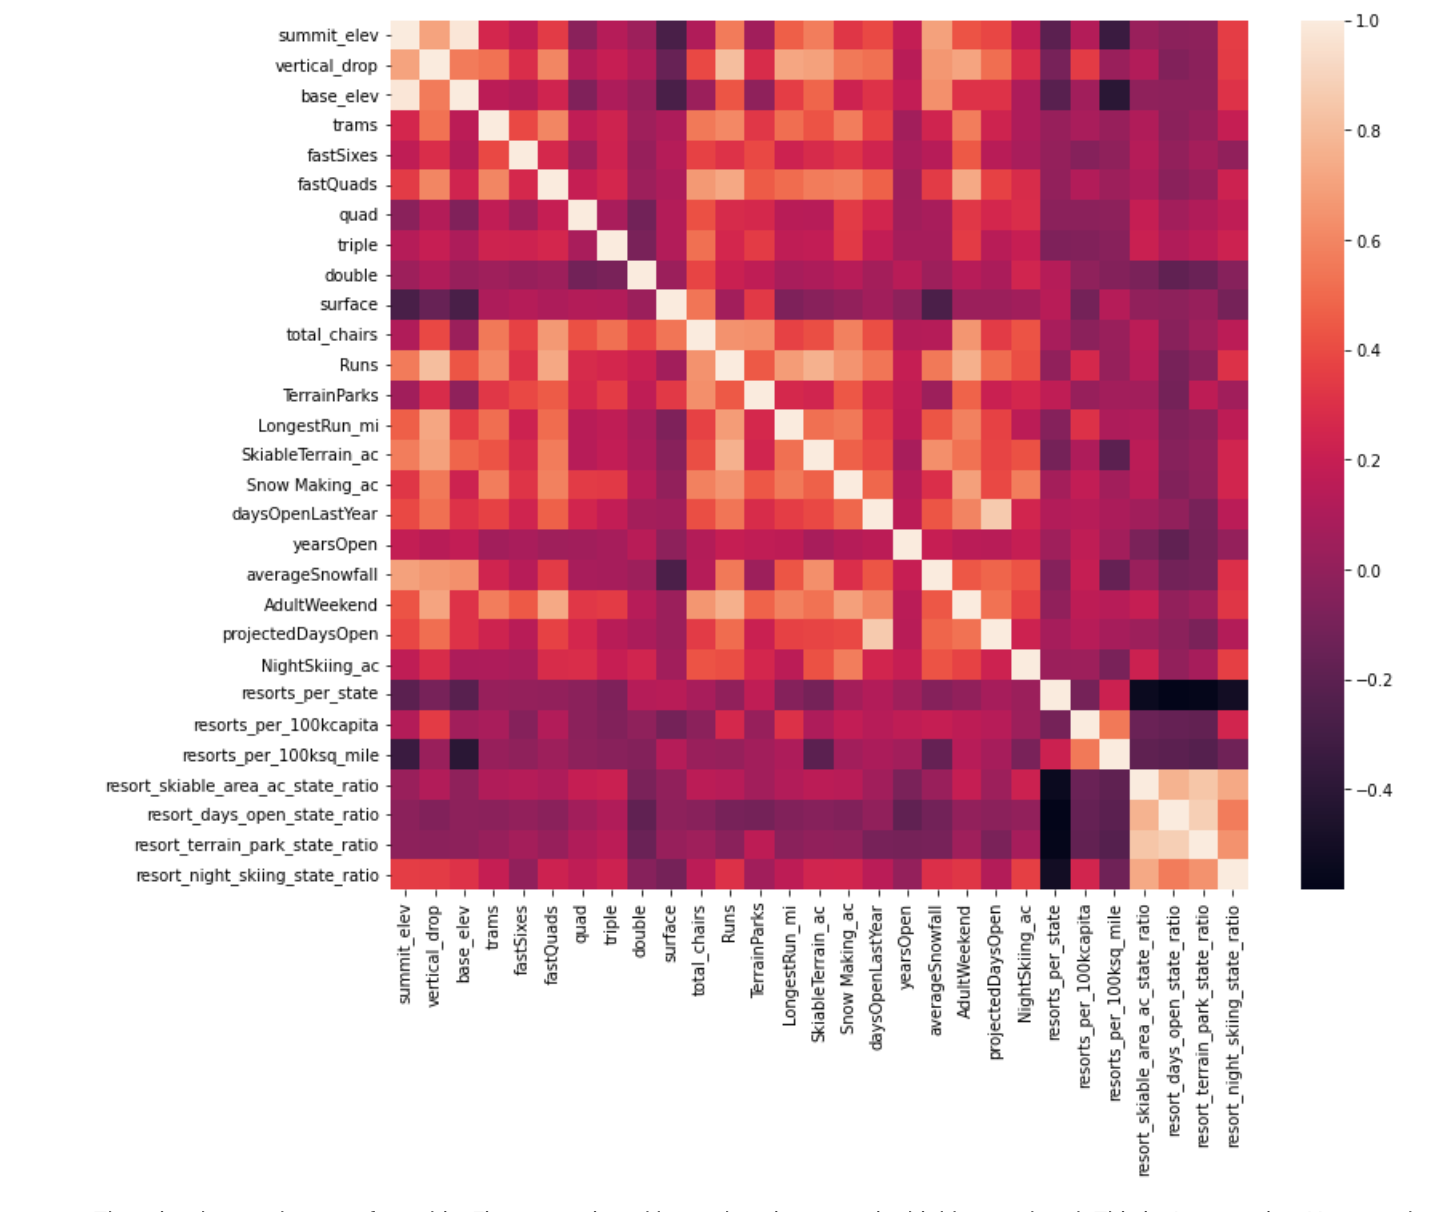 summit_elev
vertical_drop
base_elev
trams
fastSixes
fastQuads
quad
triple
double
surface
total_chairs
Runs
TerrainParks
LongestRun_mi
SkiableTerrain_ac
Snow Making_ac
daysOpenLastYear
yearsOpen
averageSnowfall
AdultWeekend
projectedDaysOpen
NightSkiing_ac
resorts_per_state
resorts_per_100kcapita
resorts_per_100ksq_mile
resort_skiable_area_ac_state_ratio
resort_days_open_state_ratio
resort_terrain_park_state_ratio
resort_night_skiing_state_ratio
summit_elev
vertical_drop
base_elev
trams
fastSixes
fastQuads
quad
triple
double
surface
total_chairs
Runs
TerrainParks
LongestRun_mi
SkiableTerrain_ac
Snow Making_ac
daysOpenLastYear
yearsOpen
averageSnowfall
AdultWeekend
projectedDaysOpen
NightSkiing_ac
resorts_per_state
resorts_per_100kcapita
resorts_per_100ksq_mile
resort_skiable_area_ac_state_ratio
resort_days_open_state_ratio
resort_terrain_park_state_ratio
resort_night_skiing_state_ratio
1.0
0.8
0.6
0.4
0.2
0.0
−0.2
−0.4